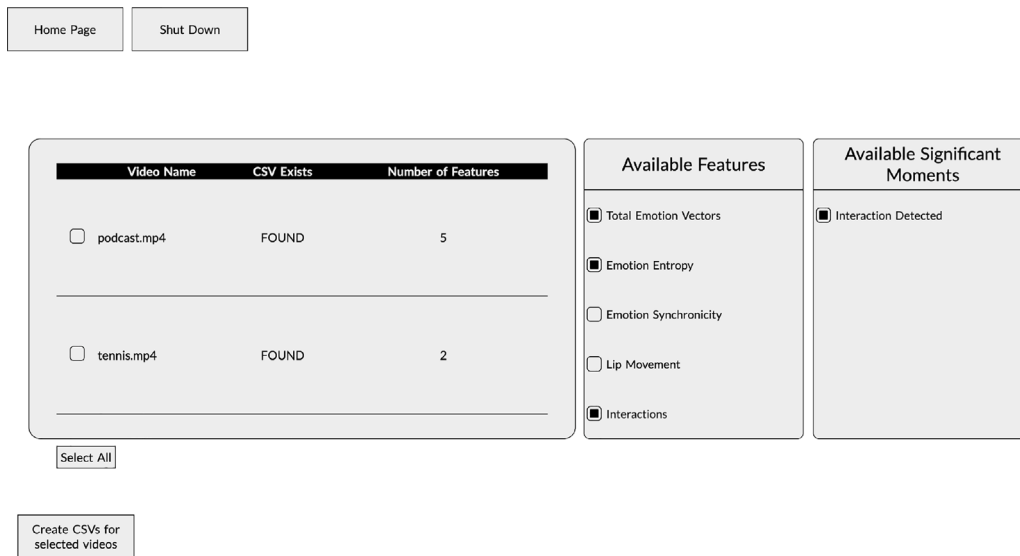 Home Page
Shut Down
Video Name CSV Exists Number of Features
podcast.mp4 FOUND 5
tennis.mp4 FOUND 2
Select All
Available Features
Total Emotion Vectors
Emotion Entropy
Emotion Synchronicity
Lip Movement
Interactions
Available Significant
Moments
Interaction Detected
Create CSVs for
selected videos